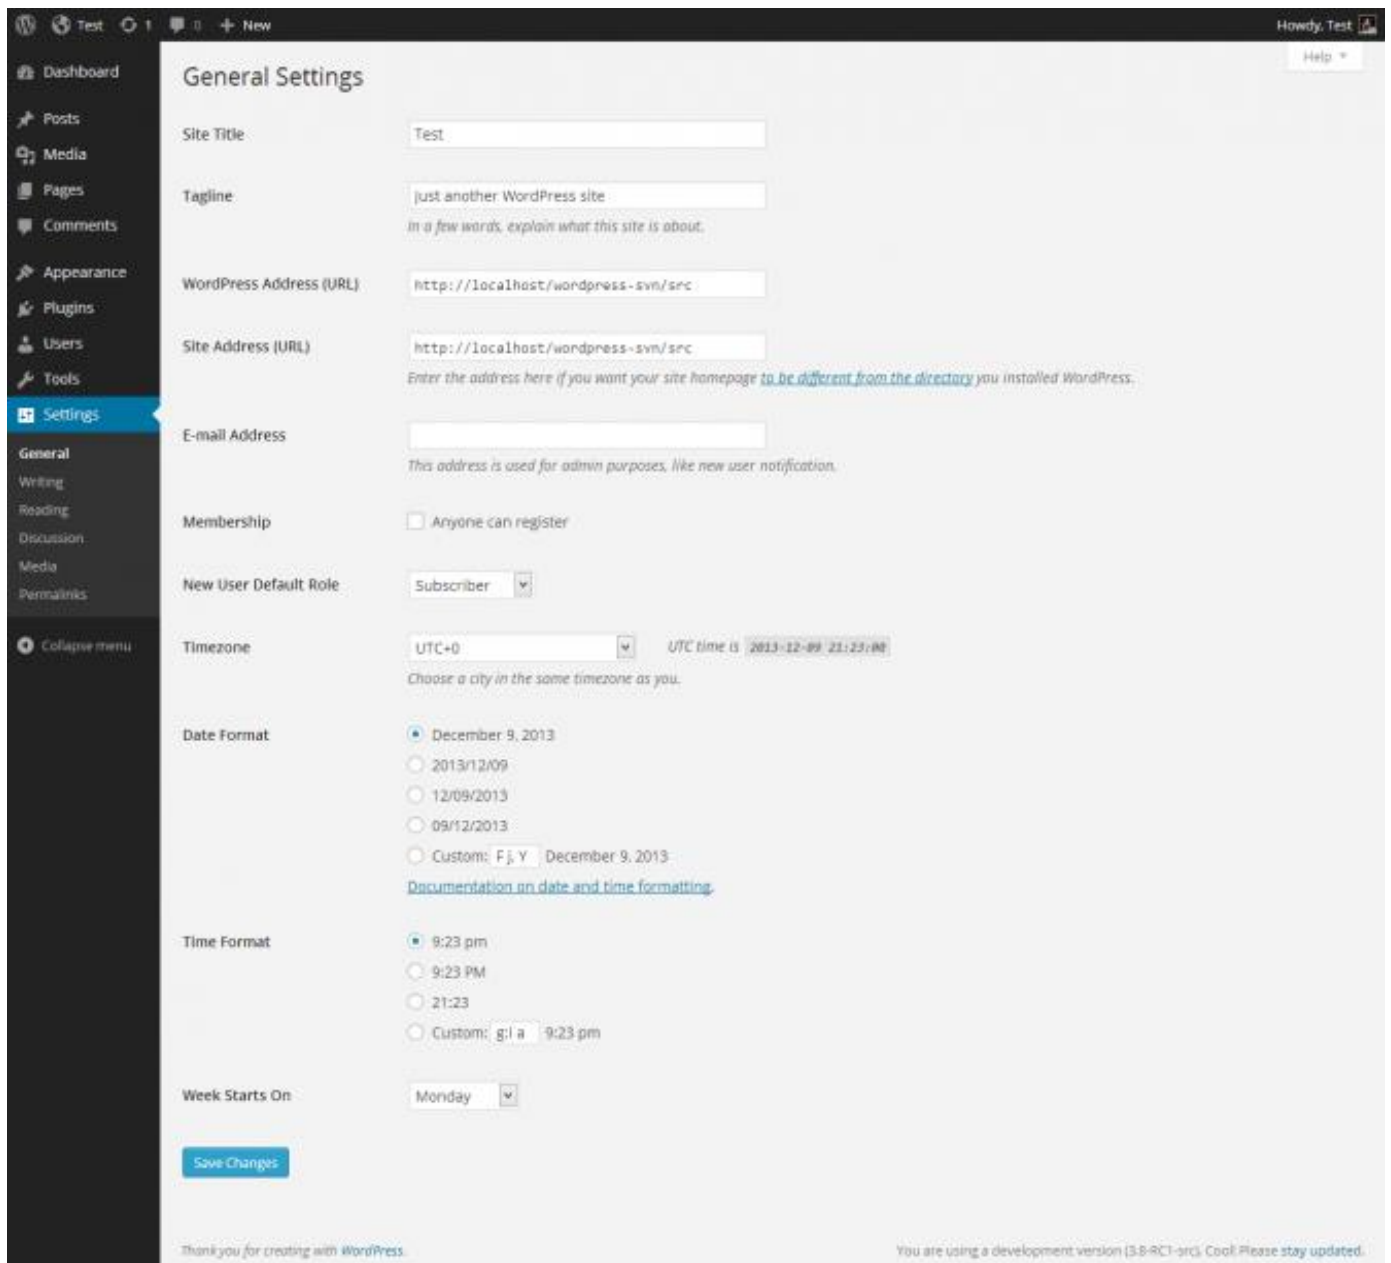 Test 1 0 New Howdy, Test
Help
Dashboard
Posts
Media
Pages
Comments
Appearance
Plugins
Users
Tools
Settings
General
Writing
Reading
Discussion
Media
Permalinks
Collapse menu
General Settings
Site Title Test
Tagline Just another WordPress site
In a few words, explain what this site is about.
WordPress Address (URL) http://localhost/wordpress-svn/src
Site Address (URL) http://localhost/wordpress-svn/src
Enter the address here if you want your site homepage to be different from the directory you installed WordPress.
E-mail Address
This address is used for admin purposes, like new user notification.
Membership Anyone can register
New User Default Role Subscriber
Timezone UTC+0 UTC time is 2013-12-09 21:23:00
Choose a city in the same timezone as you.
Date Format December 9, 2013
2013/12/09
12/09/2013
09/12/2013
Custom: F j, Y December 9, 2013
Documentation on date and time formatting.
Time Format 9:23 pm
9:23 PM
21:23
Custom: g:i a 9:23 pm
Week Starts On Monday
Save Changes
Thank you for creating with WordPress. You are using a development version (3.8-RC1-src). Cool! Please stay updated.